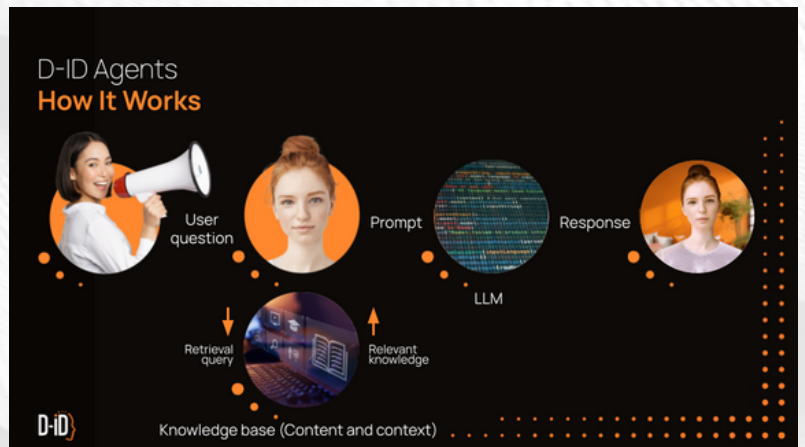 D-ID Agents
How It Works
User
question
Prompt
Response
LLM
Retrieval
query
Relevant
knowledge
Knowledge base (Content and context)
D-iD}